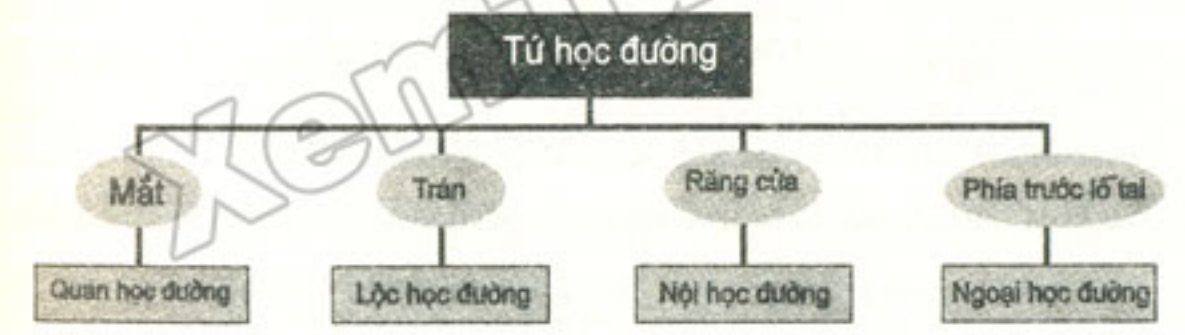 Tứ học đường
Mắt
Trán
Răng cửa
Phía trước lỗ tai
Quan học đường
Lộc học đường
Nội học đường
Ngoại học đường